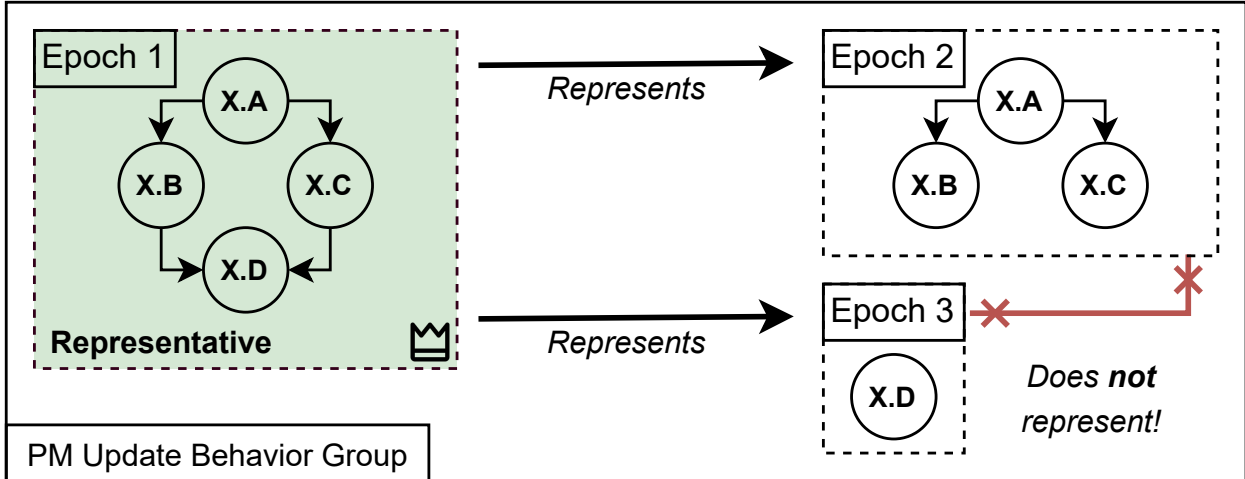 Epoch 1
X.A
X.B
X.C
X.D
Representative
Represents
Epoch 2
X.A
X.B
X.C
Represents
Epoch 3
X.D
Does not
represent!
PM Update Behavior Group